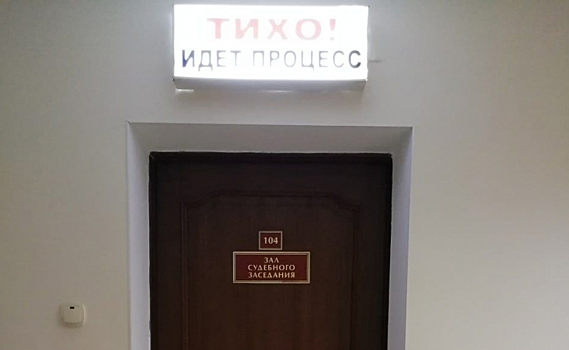 ТИХО!
ИДЕТ ПРОЦЕСС
104
ЗАЛ
СУДЕБНОГО
ЗАСЕДАНИЯ